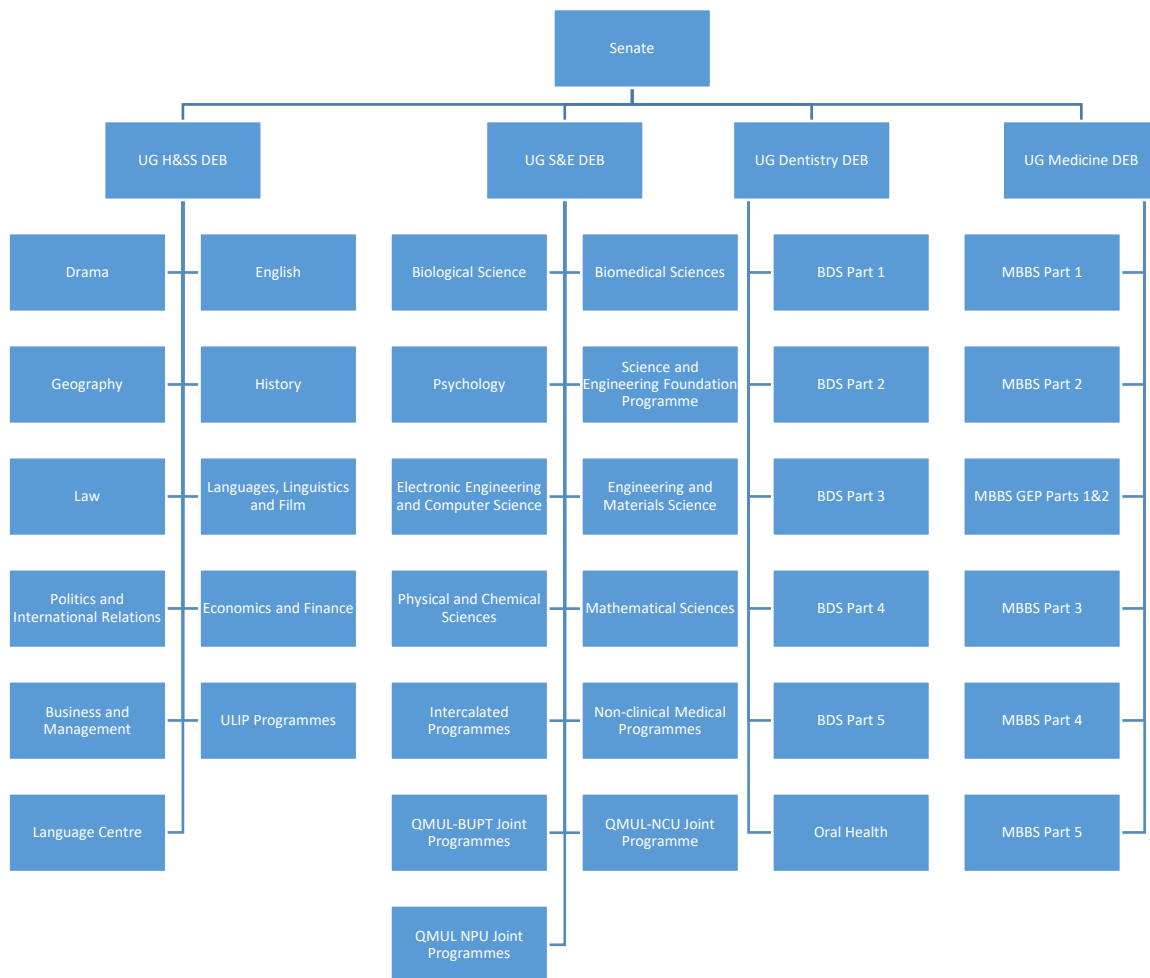 Senate
UG H&SS DEB
UG S&E DEB
UG Dentistry DEB
UG Medicine DEB
Drama
English
Biological Science
Biomedical Sciences
BDS Part 1
MBBS Part 1
Geography
History
Psychology
Science and
Engineering Foundation
Programme
BDS Part 2
MBBS Part 2
Law
Languages, Linguistics
and Film
Electronic Engineering
and Computer Science
Engineering and
Materials Science
BDS Part 3
MBBS GEP Parts 1&2
Politics and
International Relations
Economics and Finance
Physical and Chemical
Sciences
Mathematical Sciences
BDS Part 4
MBBS Part 3
Business and
Management
ULIP Programmes
Intercalated
Programmes
Non-clinical Medical
Programmes
BDS Part 5
MBBS Part 4
Language Centre
QMUL-BUPT Joint
Programmes
QMUL-NCU Joint
Programme
Oral Health
MBBS Part 5
QMUL NPU Joint
Programmes